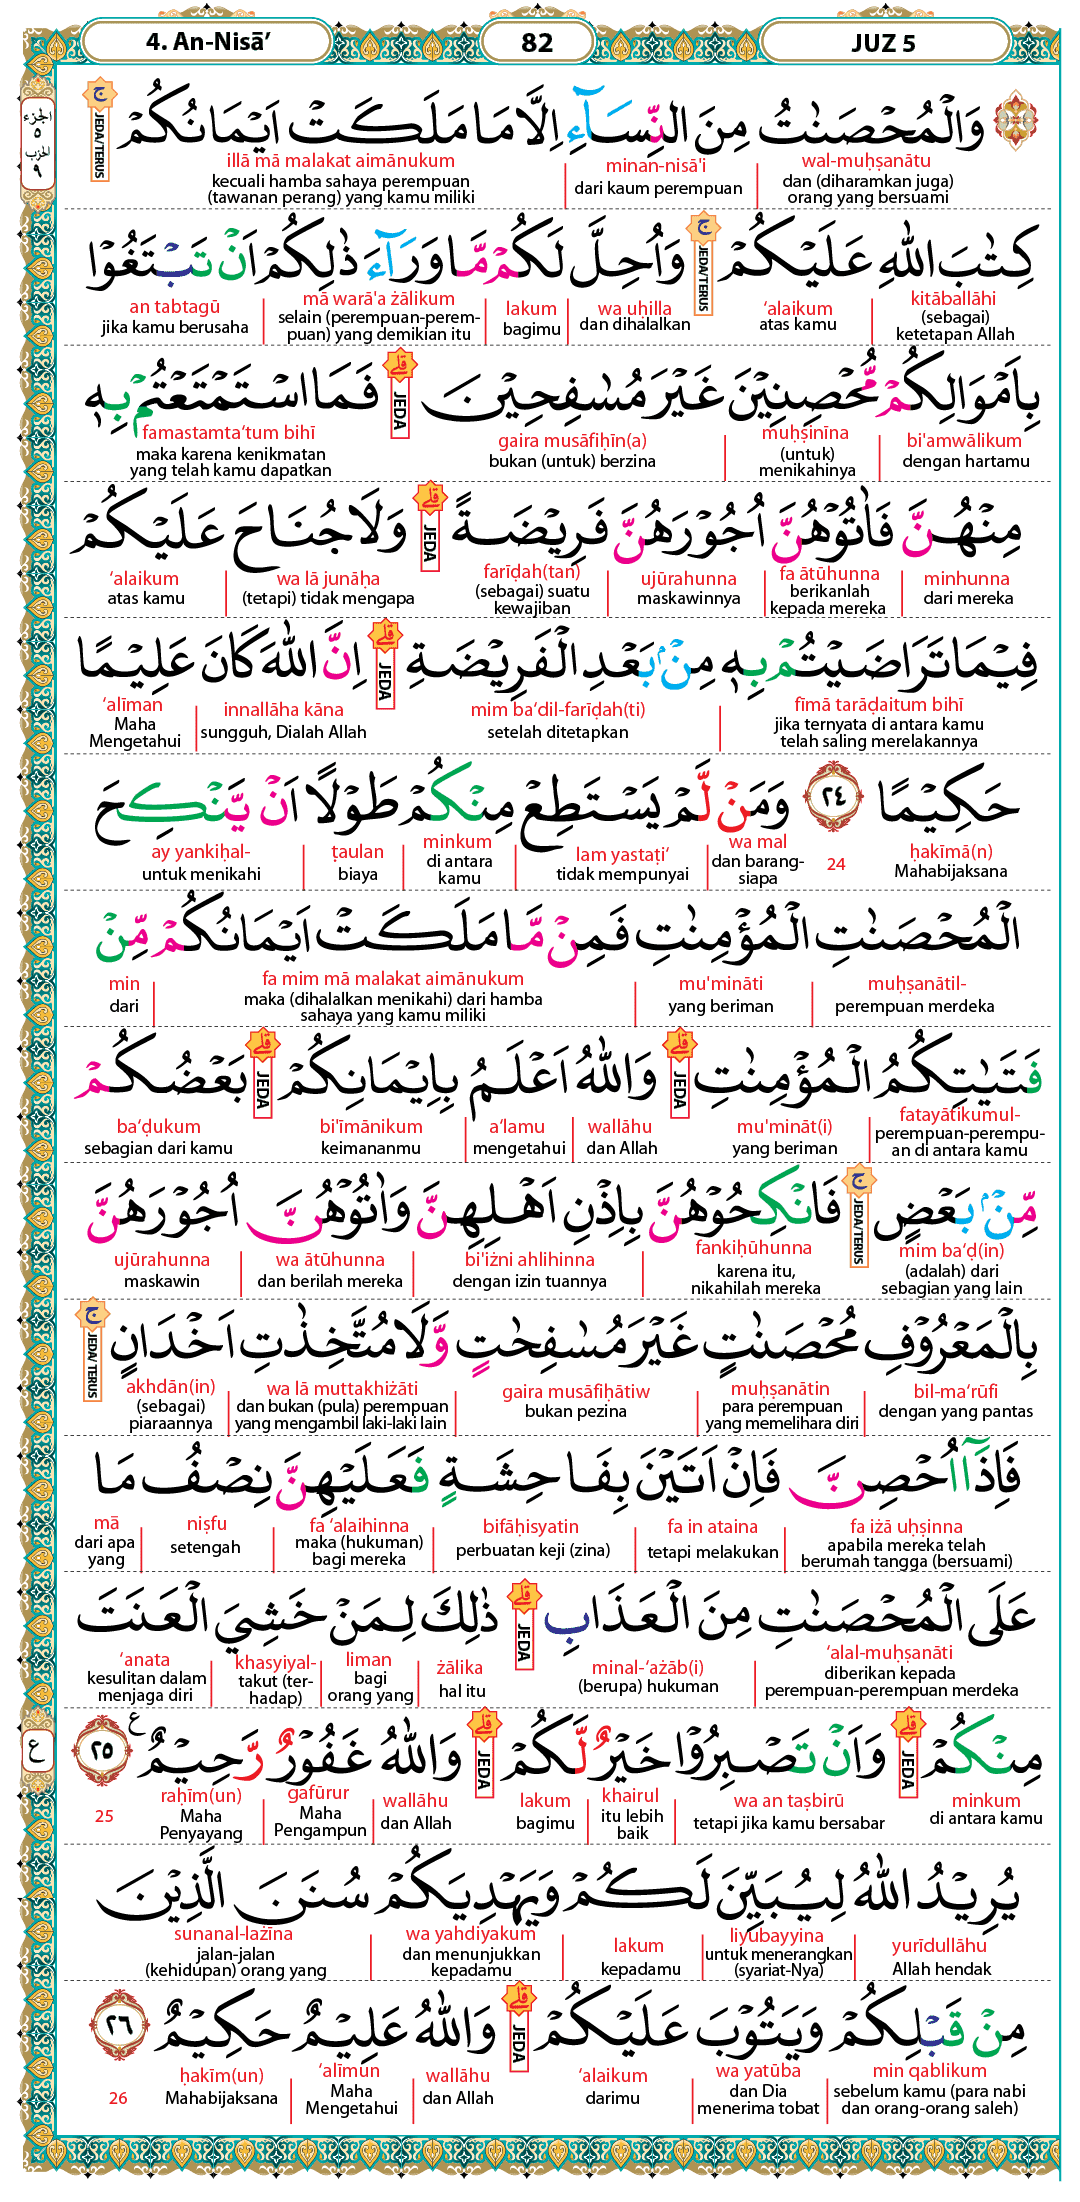 4. An-Nisā’
82
JUZ 5
الجزء ٥
الحزب ٩
وَالْمُحْصَنٰتُ مِنَ النِّسَاۤءِ اِلَّا مَا مَلَكَتْ اَيْمَانُكُمْ ۚ
JEDA/TERUS
wal-muḥṣanātu
dan (diharamkan juga)
orang yang bersuami
minan-nisā'i
dari kaum perempuan
illā mā malakat aimānukum
kecuali hamba sahaya perempuan
(tawanan perang) yang kamu miliki
كِتٰبَ اللّٰهِ عَلَيْكُمْ ۚ وَاُحِلَّ لَكُمْ مَّا وَرَاۤءَ ذٰلِكُمْ اَنْ تَبْتَغُوْا
JEDA/TERUS
kitāballāhi
(sebagai)
ketetapan Allah
‘alaikum
atas kamu
wa uḥilla
dan dihalalkan
lakum
bagimu
mā warā'a żālikum
selain (perempuan-perem-
puan) yang demikian itu
an tabtagū
jika kamu berusaha
بِاَمْوَالِكُمْ مُّحْصِنِيْنَ غَيْرَ مُسٰفِحِيْنَ ۗ فَمَا اسْتَمْتَعْتُمْ بِهٖ
JEDA
bi'amwālikum
dengan hartamu
muḥṣinīna
(untuk)
menikahinya
gaira musāfiḥīn(a)
bukan (untuk) berzina
famastamta‘tum bihī
maka karena kenikmatan
yang telah kamu dapatkan
مِنْهُنَّ فَاٰتُوْهُنَّ اُجُوْرَهُنَّ فَرِيْضَةً ۗ وَلَا جُنَاحَ عَلَيْكُمْ
JEDA
minhunna
dari mereka
fa ātūhunna
berikanlah
kepada mereka
ujūrahunna
maskawinnya
farīḍah(tan)
(sebagai) suatu
kewajiban
wa lā junāḥa
(tetapi) tidak mengapa
‘alaikum
atas kamu
فِيْمَا تَرَاضَيْتُمْ بِهٖ مِنْۢ بَعْدِ الْفَرِيْضَةِ ۗ اِنَّ اللّٰهَ كَانَ عَلِيْمًا
JEDA
fīmā tarāḍaitum bihī
jika ternyata di antara kamu
telah saling merelakannya
mim ba‘dil-farīḍah(ti)
setelah ditetapkan
innallāha kāna
sungguh, Dialah Allah
‘alīman
Maha
Mengetahui
حَكِيْمًا ٢٤ وَمَنْ لَّمْ يَسْتَطِعْ مِنْكُمْ طَوْلًا اَنْ يَّنْكِحَ
ḥakīmā(n)
Mahabijaksana
24
wa mal
dan barang-
siapa
lam yastaṭi‘
tidak mempunyai
minkum
di antara
kamu
ṭaulan
biaya
ay yankiḥal-
untuk menikahi
الْمُحْصَنٰتِ الْمُؤْمِنٰتِ فَمِنْ مَّا مَلَكَتْ اَيْمَانُكُمْ مِّنْ
muḥṣanātil-
perempuan merdeka
mu'mināti
yang beriman
fa mim mā malakat aimānukum
maka (dihalalkan menikahi) dari hamba
sahaya yang kamu miliki
min
dari
فَتَيٰتِكُمُ الْمُؤْمِنٰتِ ۗ وَاللّٰهُ اَعْلَمُ بِاِيْمَانِكُمْ ۗ بَعْضُكُمْ
JEDA
JEDA
fatayātikumul-
perempuan-perempu-
an di antara kamu
mu'mināt(i)
yang beriman
wallāhu
dan Allah
a‘lamu
mengetahui
bi'īmānikum
keimananmu
ba‘ḍukum
sebagian dari kamu
مِّنْۢ بَعْضٍ ۚ فَانْكِحُوْهُنَّ بِاِذْنِ اَهْلِهِنَّ وَاٰتُوْهُنَّ اُجُوْرَهُنَّ
JEDA/TERUS
mim ba‘ḍ(in)
(adalah) dari
sebagian yang lain
fankiḥūhunna
karena itu,
nikahilah mereka
bi'iżni ahlihinna
dengan izin tuannya
wa ātūhunna
dan berilah mereka
ujūrahunna
maskawin
بِالْمَعْرُوْفِ مُحْصَنٰتٍ غَيْرَ مُسٰفِحٰتٍ وَّلَا مُتَّخِذٰتِ اَخْدَانٍ ۚ
JEDA/TERUS
bil-ma‘rūfi
dengan yang pantas
muḥṣanātin
para perempuan
yang memelihara diri
gaira musāfiḥātiw
bukan pezina
wa lā muttakhiżāti
dan bukan (pula) perempuan
yang mengambil laki-laki lain
akhdān(in)
(sebagai)
piaraannya
فَاِذَآ اُحْصِنَّ فَاِنْ اَتَيْنَ بِفَاحِشَةٍ فَعَلَيْهِنَّ نِصْفُ مَا
fa iżā uḥṣinna
apabila mereka telah
berumah tangga (bersuami)
fa in ataina
tetapi melakukan
bifāḥisyatin
perbuatan keji (zina)
fa ‘alaihinna
maka (hukuman)
bagi mereka
niṣfu
setengah
mā
dari apa
yang
عَلَى الْمُحْصَنٰتِ مِنَ الْعَذَابِ ۗ ذٰلِكَ لِمَنْ خَشِيَ الْعَنَتَ
JEDA
‘alal-muḥṣanāti
diberikan kepada
perempuan-perempuan merdeka
minal-‘ażāb(i)
(berupa) hukuman
żālika
hal itu
liman
bagi
orang yang
khasyiyal-
takut (ter-
hadap)
‘anata
kesulitan dalam
menjaga diri
مِنْكُمْ ۗ وَاَنْ تَصْبِرُوْا خَيْرٌ لَّكُمْ ۗ وَاللّٰهُ غَفُوْرٌ رَّحِيْمٌ ࣖ ٢٥
ع
JEDA
JEDA
minkum
di antara kamu
wa an taṣbirū
tetapi jika kamu bersabar
khairul
itu lebih
baik
lakum
bagimu
wallāhu
dan Allah
gafūrur
Maha
Pengampun
raḥīm(un)
Maha
Penyayang
25
يُرِيْدُ اللّٰهُ لِيُبَيِّنَ لَكُمْ وَيَهْدِيَكُمْ سُنَنَ الَّذِيْنَ
yurīdullāhu
Allah hendak
liyubayyina
untuk menerangkan
(syariat-Nya)
lakum
kepadamu
wa yahdiyakum
dan menunjukkan
kepadamu
sunanal-lażīna
jalan-jalan
(kehidupan) orang yang
مِنْ قَبْلِكُمْ وَيَتُوْبَ عَلَيْكُمْ ۗ وَاللّٰهُ عَلِيْمٌ حَكِيْمٌ ٢٦
JEDA
min qablikum
sebelum kamu (para nabi
dan orang-orang saleh)
wa yatūba
dan Dia
menerima tobat
‘alaikum
darimu
wallāhu
dan Allah
‘alīmun
Maha
Mengetahui
ḥakīm(un)
Mahabijaksana
26